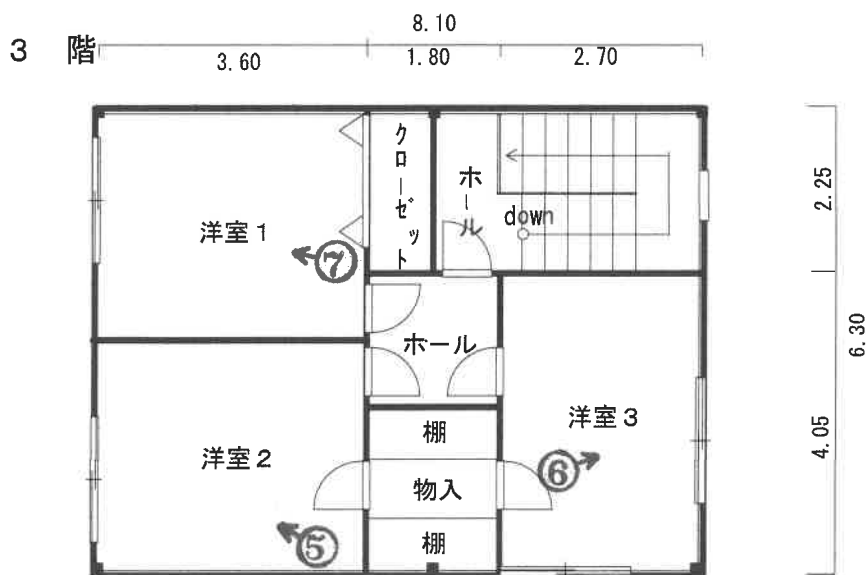 3 階
8.10
3.60 1.80 2.70
クローゼット
ホール
down
2.25
洋室1
⑦
6.30
ホール
洋室3
4.05
洋室2
棚
物入
⑥
⑤
棚